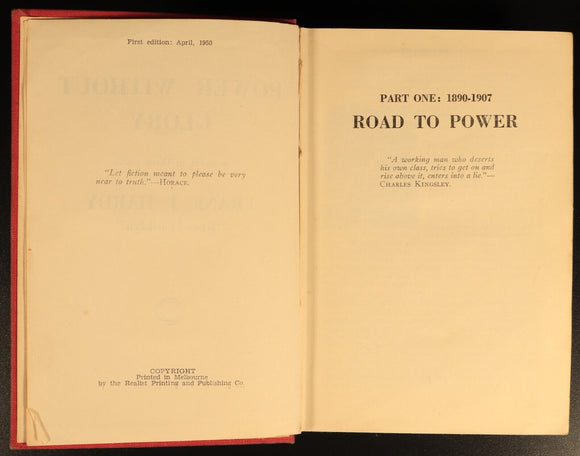 First edition: April, 1950
"Let fiction meant to please be very
near to truth."—HORACE.
COPYRIGHT
Printed in Melbourne
by the Realist Printing and Publishing Co.
PART ONE: 1890-1907
ROAD TO POWER
"A working man who deserts
his own class, tries to get on and
rise above it, enters into a lie."—
CHARLES KINGSLEY.